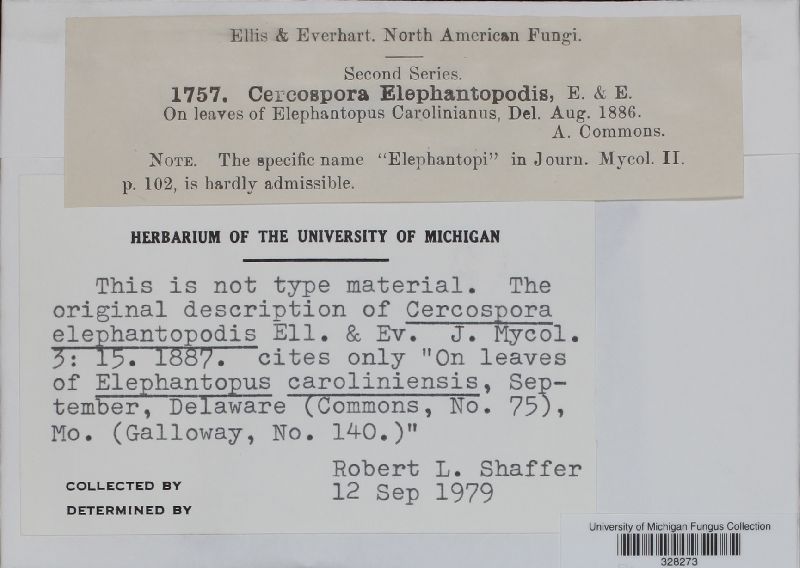 Ellis & Everhart. North American Fungi.
Second Series.
1757. Cercospora Elephantopodis, E. & E.
On leaves of Elephantopus Carolinianus, Del. Aug. 1886.
A. Commons.
NOTE. The specific name "Elephantopi" in Journ. Mycol. II.
p. 102, is hardly admissible.
HERBARIUM OF THE UNIVERSITY OF MICHIGAN
This is not type material. The
original description of Cercospora
elephantopodis Ell. & Ev. J. Mycol.
3: 15. 1887. cites only "On leaves
of Elephantopus caroliniensis, Sep-
tember, Delaware (Commons, No. 75),
Mo. (Galloway, No. 140.)"
Robert L. Shaffer
12 Sep 1979
COLLECTED BY
DETERMINED BY
University of Michigan Fungus Collection
328273